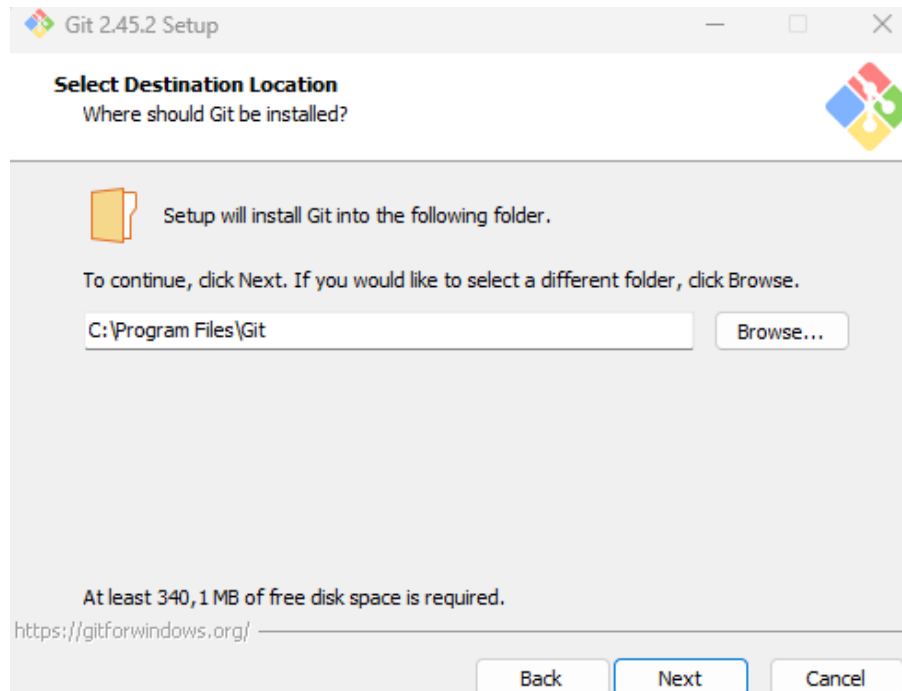 Git 2.45.2 Setup
Select Destination Location
Where should Git be installed?
Setup will install Git into the following folder.
To continue, click Next. If you would like to select a different folder, click Browse.
C:\Program Files\Git
Browse...
At least 340,1 MB of free disk space is required.
https://gitforwindows.org/
Back
Next
Cancel